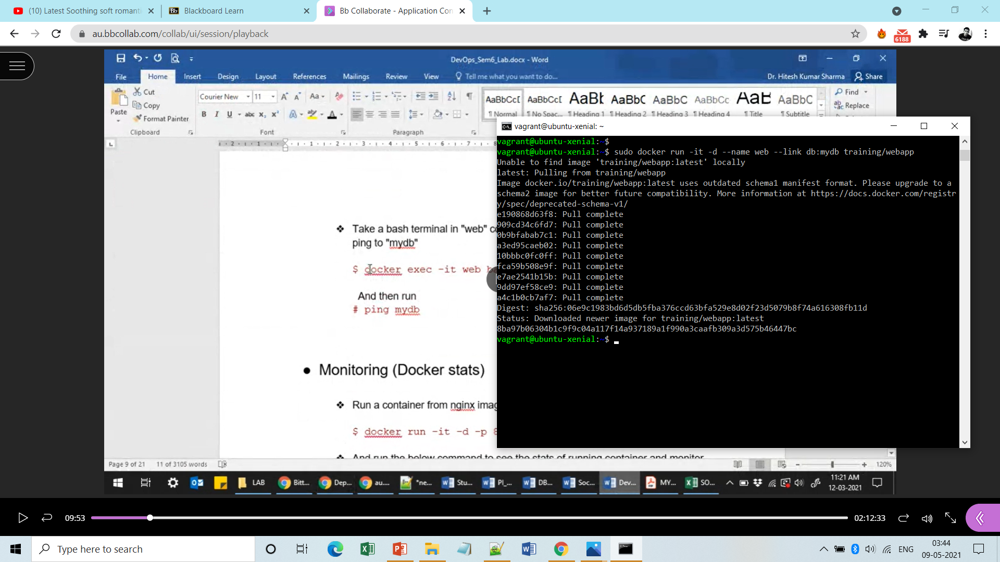 (10) Latest Soothing soft romanti
Blackboard Learn
Bb Collaborate - Application Con
au.bbcollab.com/collab/ui/session/playback
6188
DevOps_Sem6_Lab.docx - Word
File Home Insert Design Layout References Mailings Review View Tell me what you want to do...
Dr. Hitesh Kumar Sharma Share
Paste
Cut
Copy
Format Painter
Clipboard
Courier New 11
Font
Paragraph
AaBbCcI AaBbCcI AaBb AaBbC AaBbC AaBbCc AaB AaBbC
¶ Normal ¶ No Spac... ¶ Heading 1 ¶ Heading 2 ¶ Heading 3 ¶ Heading 4 ¶ Title ¶ Subtitle
Find
Replace
❖ Take a bash terminal in "web" co
ping to "mydb"
$ docker exec -it web ba
And then run
# ping mydb
● Monitoring (Docker stats)
❖ Run a container from nginx imag
$ docker run -it -d -p 8
❖ And run the below command to see the stats of running container and monitor
Page 9 of 21 11 of 3105 words
120%
vagrant@ubuntu-xenial: ~
vagrant@ubuntu-xenial:~$
vagrant@ubuntu-xenial:~$ sudo docker run -it -d --name web --link db:mydb training/webapp
Unable to find image 'training/webapp:latest' locally
latest: Pulling from training/webapp
Image docker.io/training/webapp:latest uses outdated schema1 manifest format. Please upgrade to a
schema2 image for better future compatibility. More information at https://docs.docker.com/registr
y/spec/deprecated-schema-v1/
e190868d63f8: Pull complete
909cd34c6fd7: Pull complete
0b9bfabab7c1: Pull complete
a3ed95caeb02: Pull complete
10bbbc0fc0ff: Pull complete
fca59b508e9f: Pull complete
e7ae2541b15b: Pull complete
9dd97ef58ce9: Pull complete
a4c1b0cb7af7: Pull complete
Digest: sha256:06e9c1983bd6d5db5fba376ccd63bfa529e8d02f23d5079b8f74a616308fb11d
Status: Downloaded newer image for training/webapp:latest
8ba97b06304b1c9f9c04a117f14a937189a1f990a3caafb309a3d575b46447bc
vagrant@ubuntu-xenial:~$
LAB Bitt... Dep... au.... *ne... Stu... PI_... DB... Soc... Dev... MY... SO...
11:21 AM
12-03-2021
09:53
02:12:33
Type here to search
ENG
03:44
09-05-2021